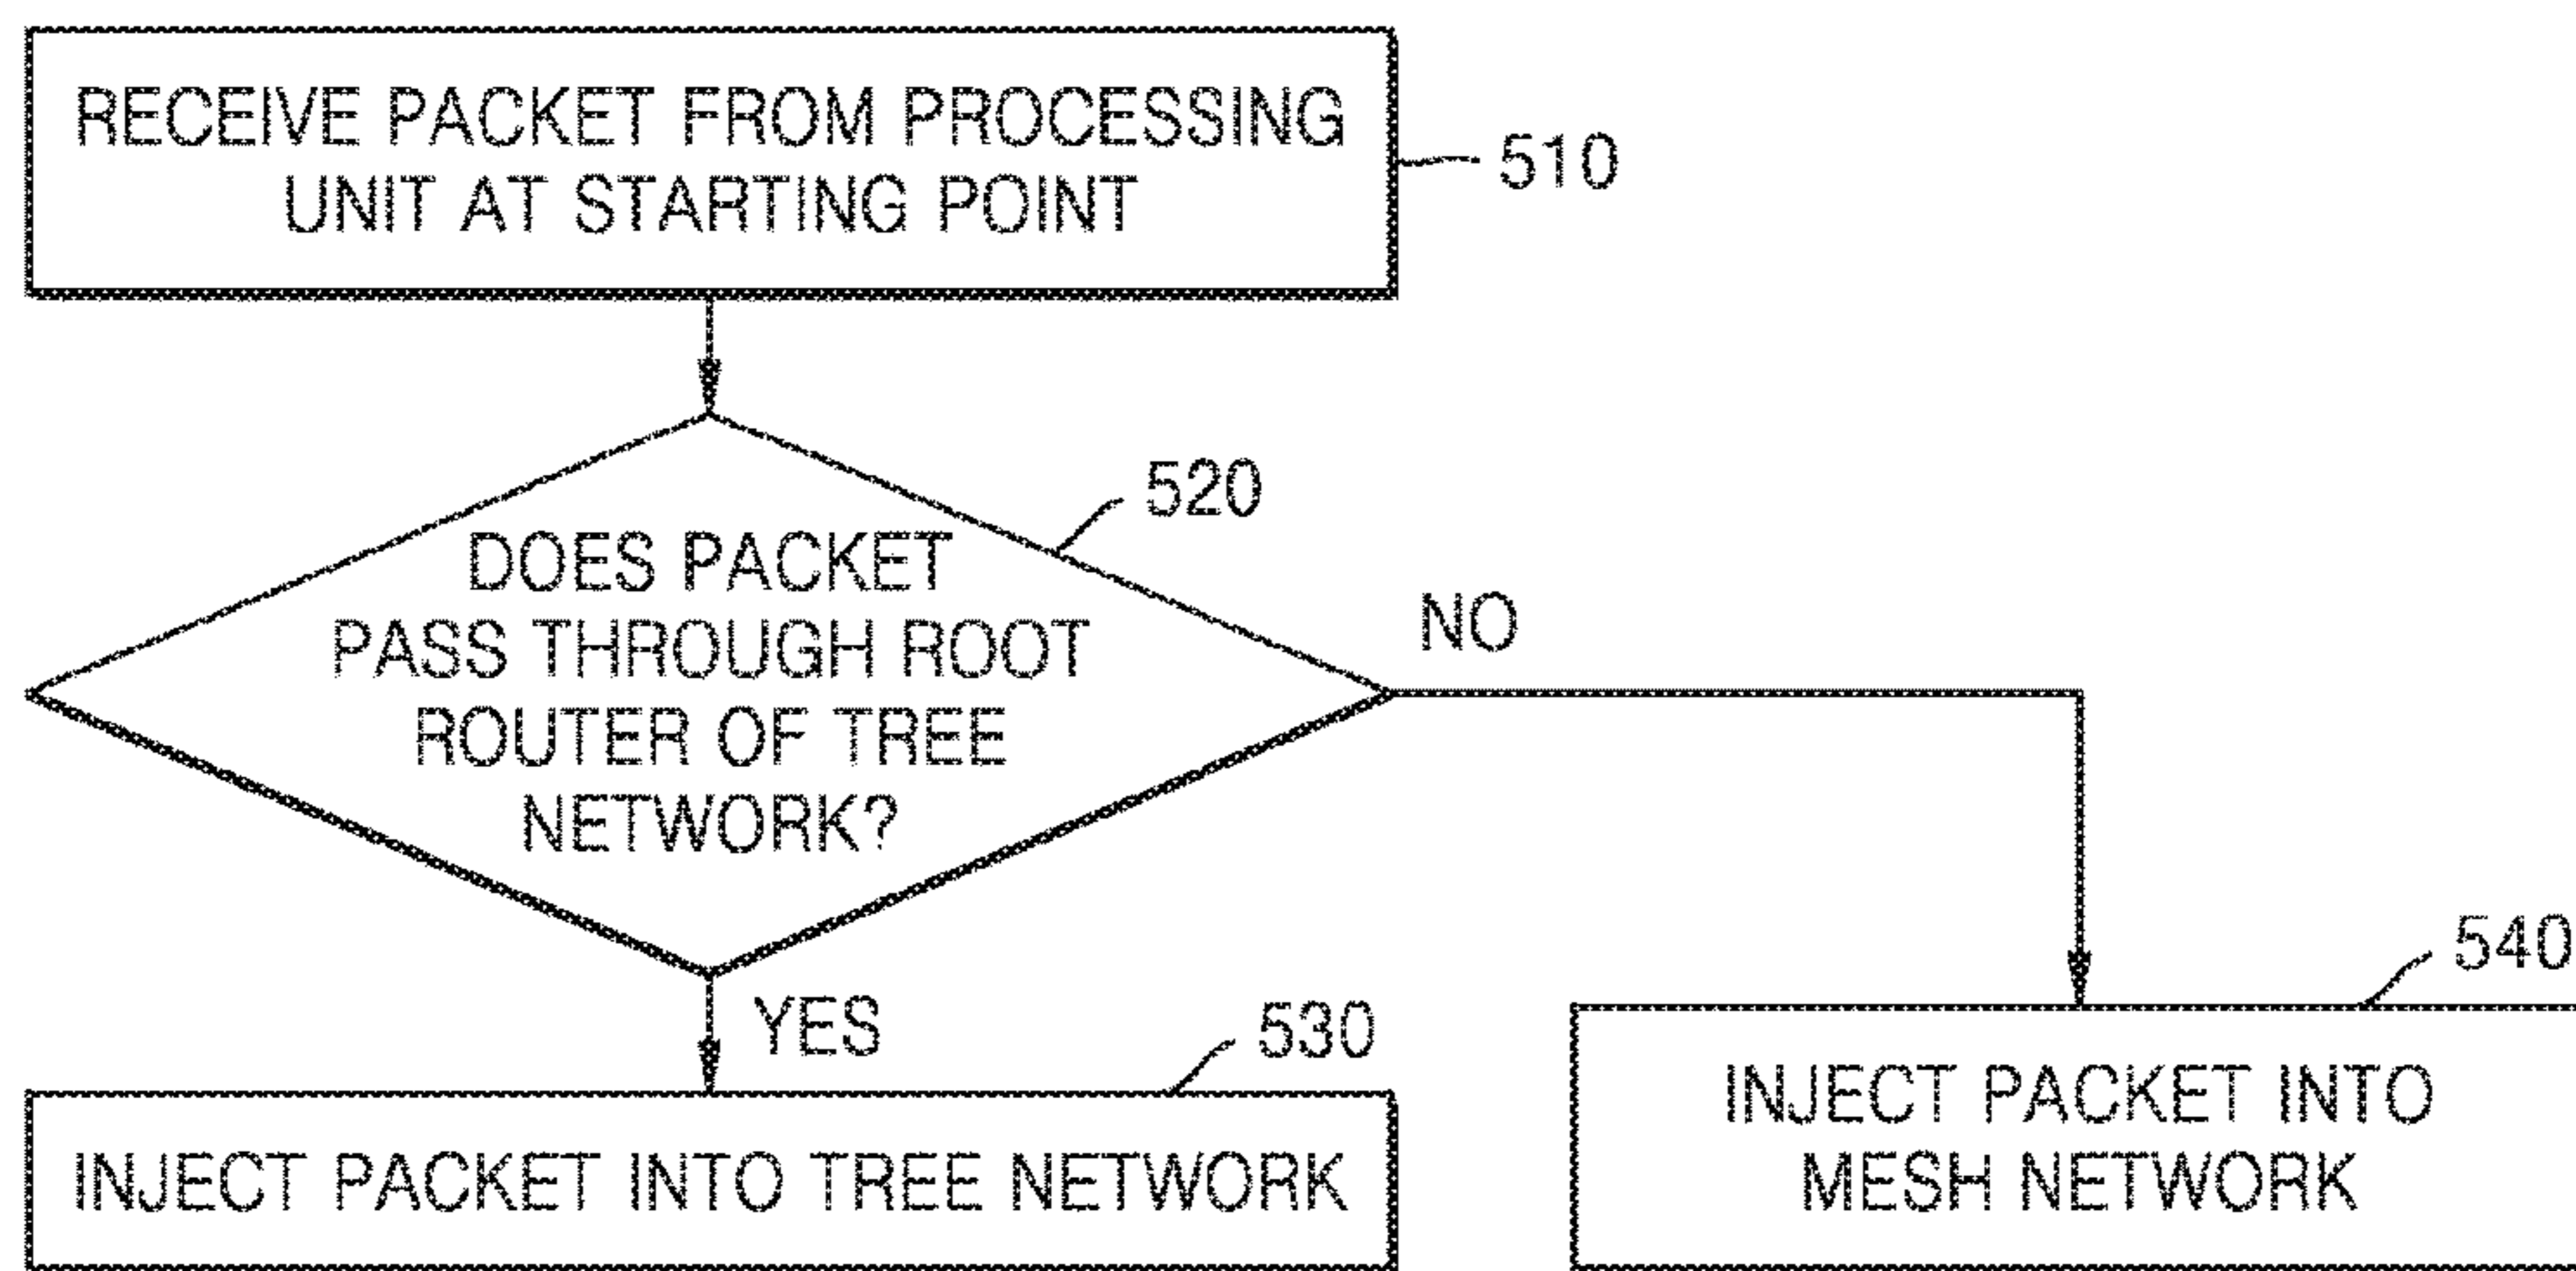 RECEIVE PACKET FROM PROCESSING
UNIT AT STARTING POINT
510
520
DOES PACKET
PASS THROUGH ROOT
ROUTER OF TREE
NETWORK?
NO
YES
530
INJECT PACKET INTO TREE NETWORK
540
INJECT PACKET INTO
MESH NETWORK